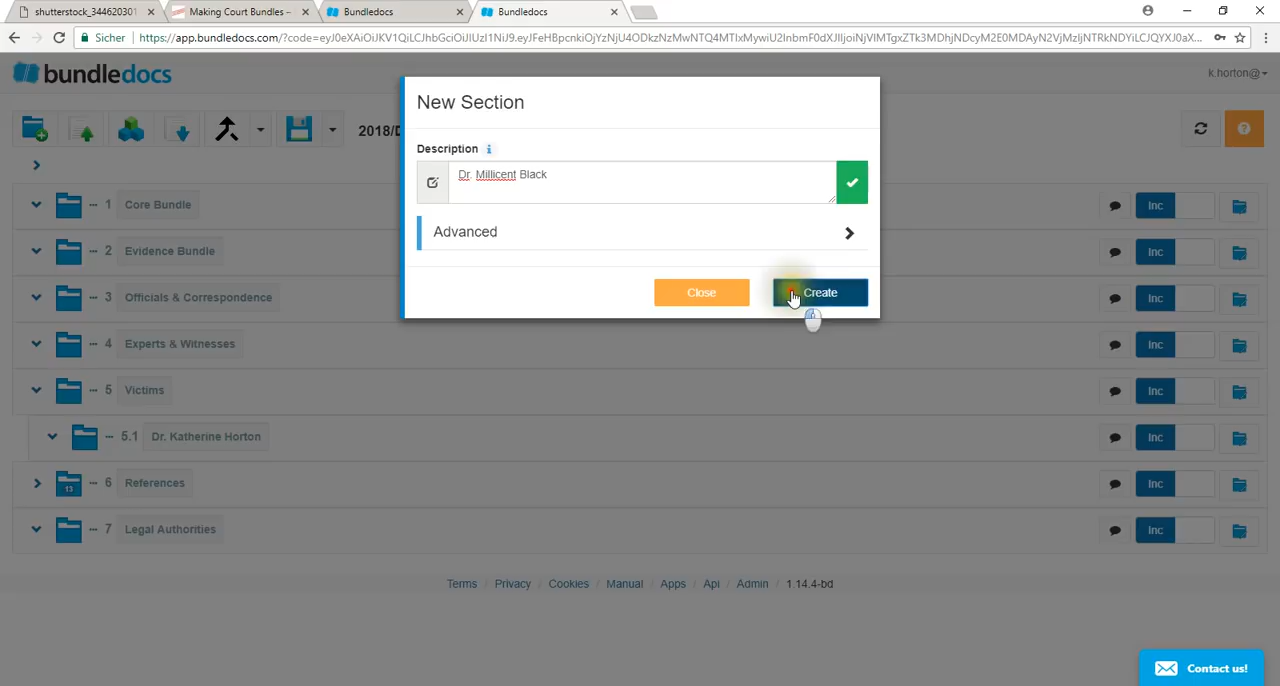 shutterstock_344620301
Making Court Bundles –
Bundledocs
Bundledocs
Sicher
https://app.bundledocs.com/?code=eyJ0eXAiOiJKV1QiLCJhbGciOiJIUzI1NiJ9.eyJFeHBpcnkiOjYzNjU4ODkzNzMwNTQ4MTIxMywiU2InbmF0dXJlIjoiNjVlMTgxZTk3MDhjNDcyM2E0MDAyN2VjMzljNTRkNDYiLCJQYXJ0aX...
bundledocs
k.horton@
2018/D
New Section
Description
Dr. Millicent Black
Advanced
Close
Create
1 Core Bundle Inc
2 Evidence Bundle Inc
3 Officials & Correspondence Inc
4 Experts & Witnesses Inc
5 Victims Inc
5.1 Dr. Katherine Horton Inc
13 6 References Inc
7 Legal Authorities Inc
Terms / Privacy / Cookies / Manual / Apps / Api / Admin / 1.14.4-bd
Contact us!